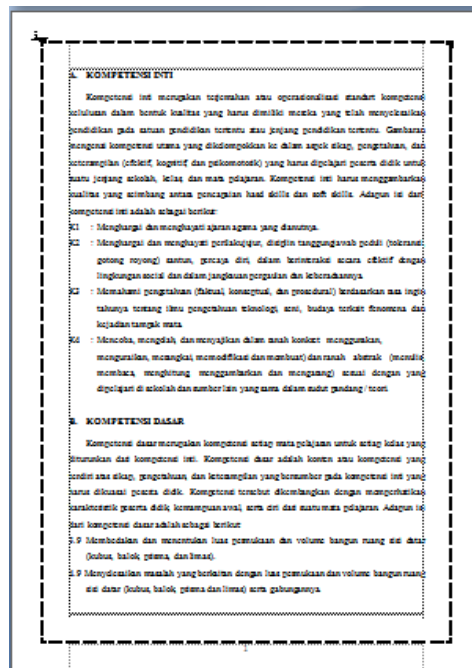 i
A. KOMPETENSI INTI
Kompetensi inti merupakan terjemahan atau operasionalisasi standart kompetensi
kelulusan dalam bentuk kualitas yang harus dimiliki mereka yang telah menyelesaikan
pendidikan pada satuan pendidikan tertentu atau jenjang pendidikan tertentu. Gambaran
mengenai kompetensi utama yang dikelompokkan ke dalam aspek sikap, pengetahuan, dan
keterampilan (efektif, kognitif dan psikomotorik) yang harus dipelajari peserta didik untuk
suatu jenjang sekolah, kelas, dan mata pelajaran. Kompetensi inti harus menggambarkan
kualitas yang seimbang antara pencapaian hard skills dan soft skills. Adapun isi dari
kompetensi inti adalah sebagai berikut:
K1 : Menghargai dan menghayati ajaran agama yang dianutnya.
K2 : Menghargai dan menghayati perilaku jujur, disiplin tanggung jawab peduli (toleransi
gotong royong) santun, percaya diri, dalam berinteraksi secara efektif dengan
lingkungan social dan dalam jangkauan pergaulan dan keberadaannya.
K3 : Memahami pengetahuan (faktual, konseptual, dan prosedural) berdasarkan rasa ingin
tahunya tentang ilmu pengetahuan teknologi, seni, budaya terkait fenomena dan
kejadian tampak mata.
K4 : Mencoba, mengolah, dan menyajikan dalam ranah konkret menggunakan,
menguraikan, merangkai, memodifikasi dan membuat) dan ranah abstrak (menulis
membaca, menghitung menggambarkan dan mengarang) sesuai dengan yang
dipelajari di sekolah dan sumber lain yang sama dalam sudut pandang / teori.
B. KOMPETENSI DASAR
Kompetensi dasar merupakan kompetensi setiap mata pelajaran untuk setiap kelas yang
diturunkan dari kompetensi inti. Kompetensi dasar adalah konten atau kompetensi yang
terdiri atas sikap, pengetahuan, dan keterampilan yang bersumber pada kompetensi inti yang
harus dikuasai peserta didik. Kompetensi tersebut dikembangkan dengan memperhatikan
karakteristik peserta didik, kemampuan awal, serta ciri dari suatu mata pelajaran. Adapun isi
dari kompetensi dasar adalah sebagai berikut:
3.9 Membedakan dan menentukan luas permukaan dan volume bangun ruang sisi datar
(kubus, balok, prisma, dan limas).
4.9 Menyelesaikan masalah yang berkaitan dengan luas permukaan dan volume bangun ruang
sisi datar (kubus, balok, prisma dan limas) serta gabungannya.